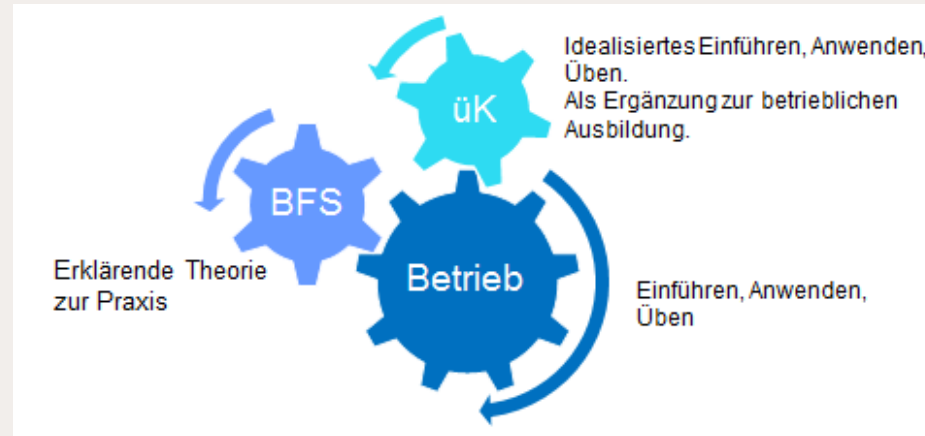 Idealisiertes Einführen, Anwenden,
Üben.
Als Ergänzung zur betrieblichen
Ausbildung.
üK
BFS
Erklärende Theorie
zur Praxis
Betrieb
Einführen, Anwenden,
Üben